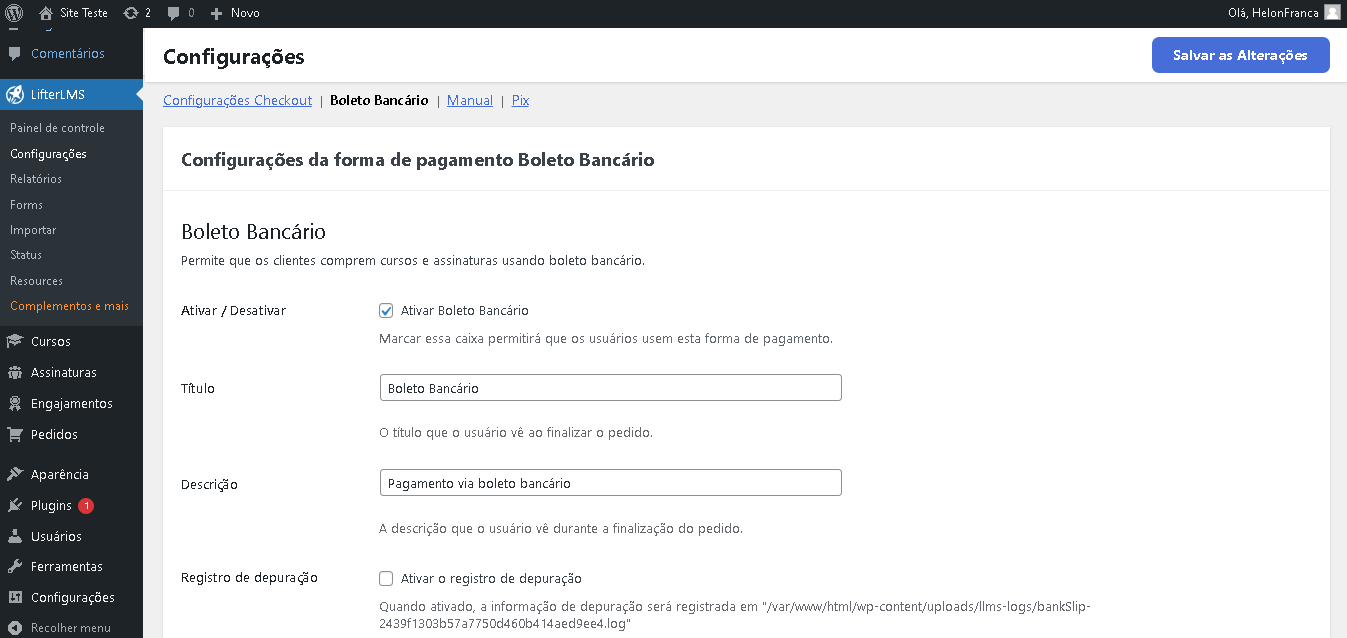 Site Teste 2 0 Novo Olá, HelonFranca
Comentários
LifterLMS
Painel de controle
Configurações
Relatórios
Forms
Importar
Status
Resources
Complementos e mais
Cursos
Assinaturas
Engajamentos
Pedidos
Aparência
Plugins 1
Usuários
Ferramentas
Configurações
Recolher menu
Configurações
Salvar as Alterações
Configurações Checkout | Boleto Bancário | Manual | Pix
Configurações da forma de pagamento Boleto Bancário
Boleto Bancário
Permite que os clientes comprem cursos e assinaturas usando boleto bancário.
Ativar / Desativar
Ativar Boleto Bancário
Marcar essa caixa permitirá que os usuários usem esta forma de pagamento.
Título
Boleto Bancário
O título que o usuário vê ao finalizar o pedido.
Descrição
Pagamento via boleto bancário
A descrição que o usuário vê durante a finalização do pedido.
Registro de depuração
Ativar o registro de depuração
Quando ativado, a informação de depuração será registrada em "/var/www/html/wp-content/uploads/llms-logs/bankSlip-
2439f1303b57a7750d460b414aed9ee4.log"